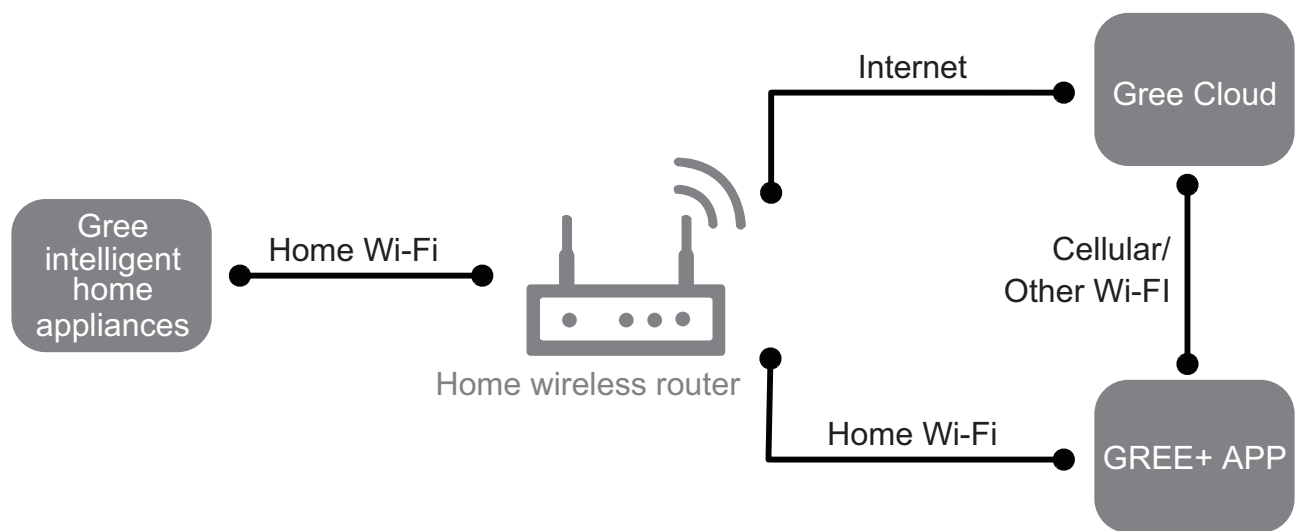 Internet
Gree Cloud
Gree
intelligent
home
appliances
Home Wi-Fi
Cellular/
Other Wi-FI
Home wireless router
Home Wi-Fi
GREE+ APP